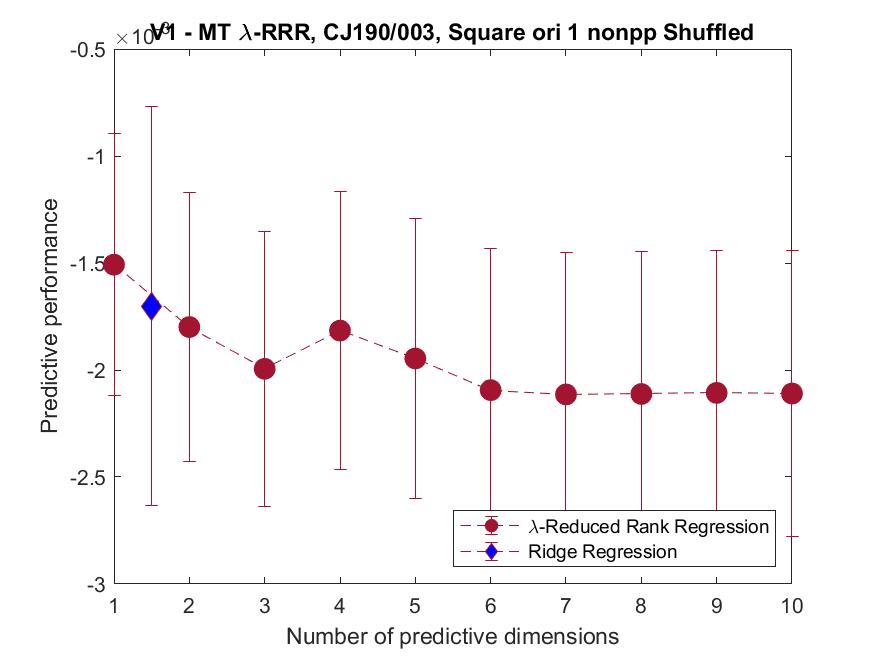 ×10⁻³
V1 - MT λ-RRR, CJ190/003, Square ori 1 nonpp Shuffled
-0.5
-1
-1.5
-2
-2.5
-3
Predictive performance
1 2 3 4 5 6 7 8 9 10
Number of predictive dimensions
λ-Reduced Rank Regression
Ridge Regression